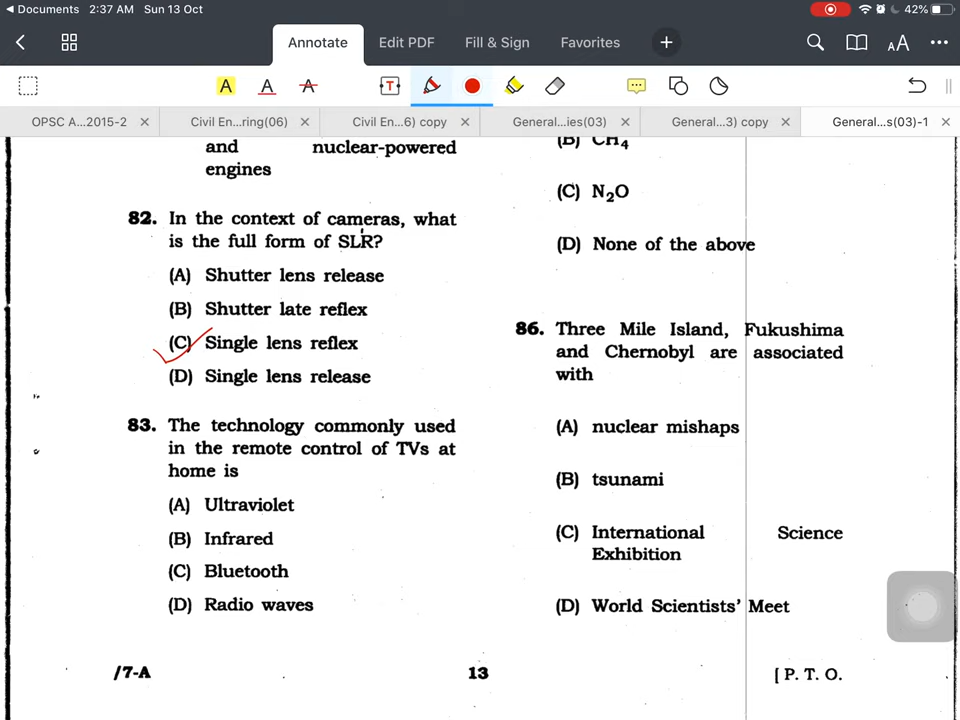 Documents 2:37 AM Sun 13 Oct 42%
Annotate Edit PDF Fill & Sign Favorites
A A A T AA
OPSC A...2015-2 Civil En...ring(06) Civil En...6) copy General...ies(03) General...3) copy General...s(03)-1
and nuclear-powered
engines
82. In the context of cameras, what
is the full form of SLR?
(A) Shutter lens release
(B) Shutter late reflex
(C) Single lens reflex
(D) Single lens release
83. The technology commonly used
in the remote control of TVs at
home is
(A) Ultraviolet
(B) Infrared
(C) Bluetooth
(D) Radio waves
(B) CH₄
(C) N₂O
(D) None of the above
86. Three Mile Island, Fukushima
and Chernobyl are associated
with
(A) nuclear mishaps
(B) tsunami
(C) International Science
Exhibition
(D) World Scientists' Meet
/7-A 13 [ P. T. O.